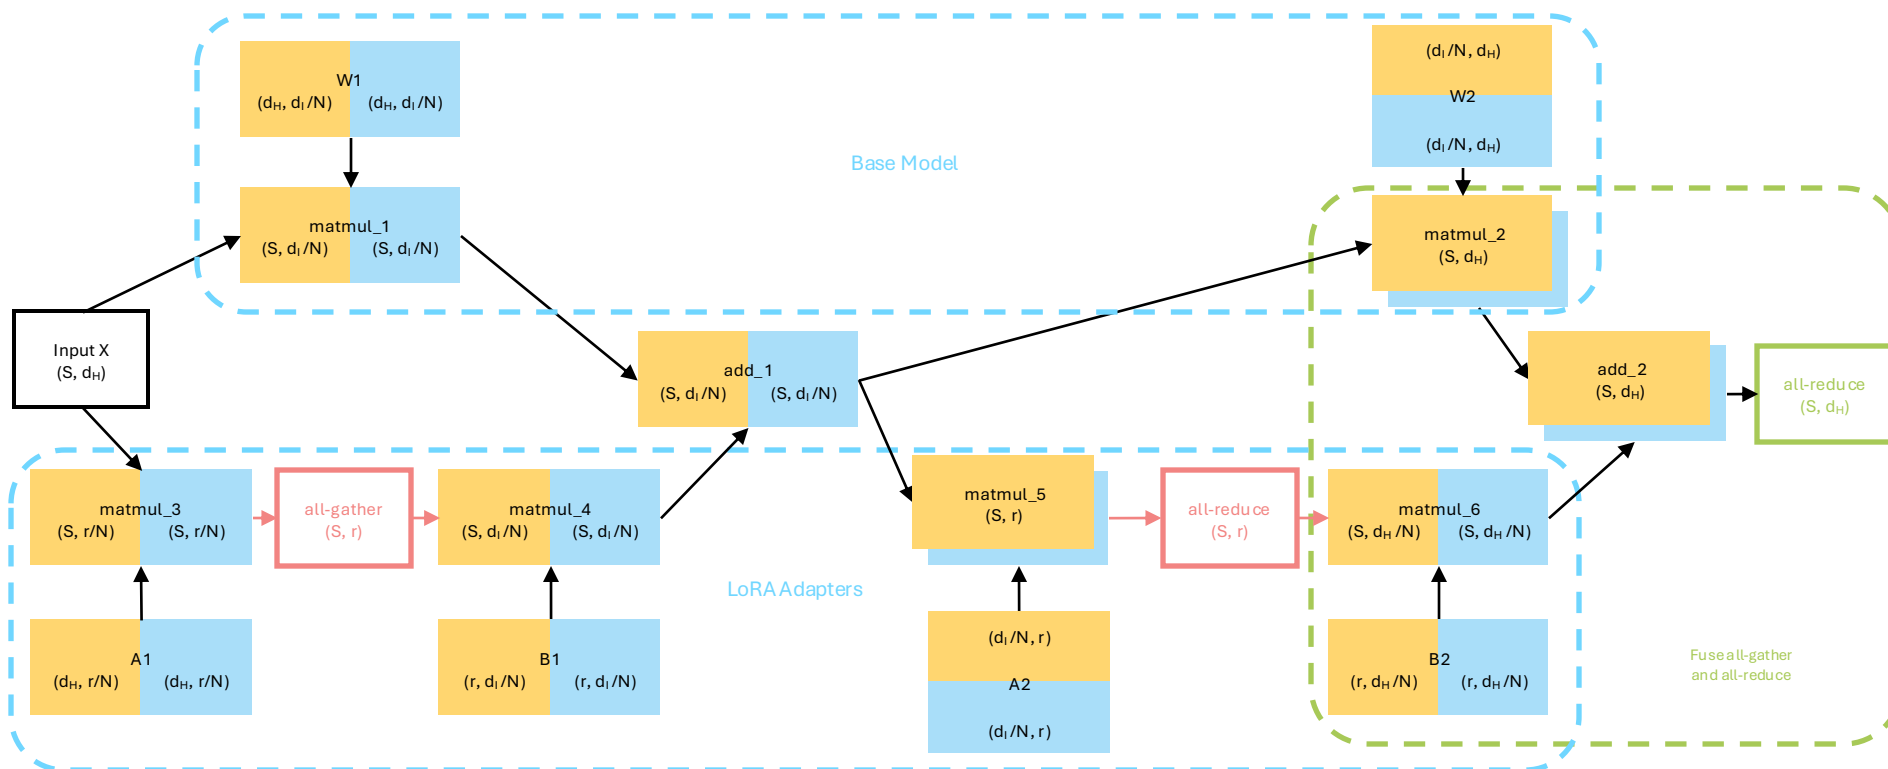 W1
(dH, dI/N) (dH, dI/N)
(dI/N, dH)
W2
(dI/N, dH)
Base Model
matmul_1
(S, dI/N) (S, dI/N)
matmul_2
(S, dH)
Input X
(S, dH)
add_1
(S, dI/N) (S, dI/N)
add_2
(S, dH)
all-reduce
(S, dH)
matmul_3
(S, r/N) (S, r/N)
all-gather
(S, r)
matmul_4
(S, dI/N) (S, dI/N)
matmul_5
(S, r)
all-reduce
(S, r)
matmul_6
(S, dH/N) (S, dH/N)
LoRA Adapters
A1
(dH, r/N) (dH, r/N)
B1
(r, dI/N) (r, dI/N)
(dI/N, r)
A2
(dI/N, r)
B2
(r, dH/N) (r, dH/N)
Fuse all-gather
and all-reduce